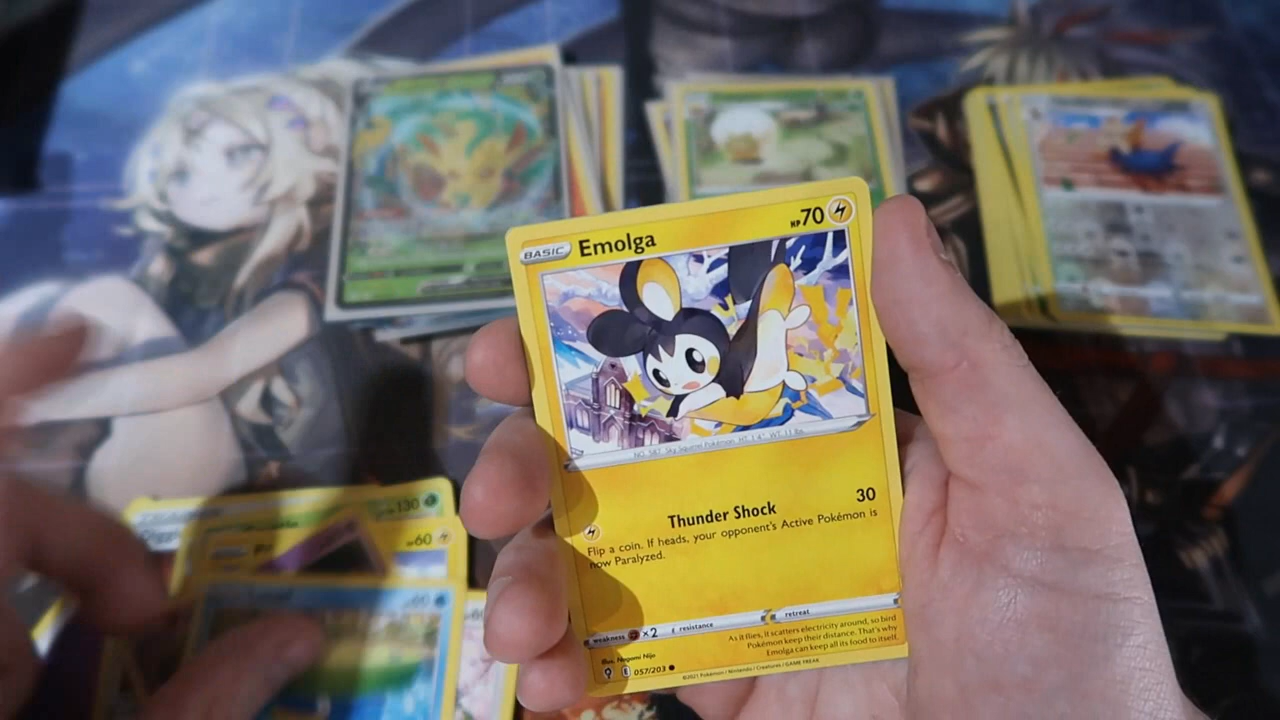 BASIC Emolga HP70
NO. 587 Sky Squirrel Pokémon HT: 1'4" WT: 11 lbs.
Thunder Shock 30
Flip a coin. If heads, your opponent's Active Pokémon is
now Paralyzed.
weakness ×2 resistance retreat
As it flies, it scatters electricity around, so bird
Pokémon keep their distance. That's why
Emolga can keep all its food to itself.
Illus. Nagomi Nijo
E 057/203
©2021 Pokémon / Nintendo / Creatures / GAME FREAK
130
60
60